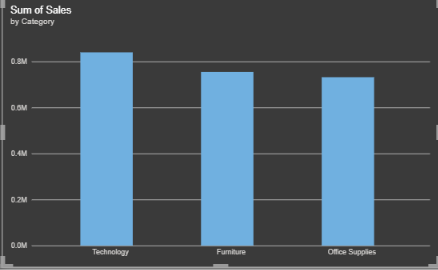 Sum of Sales
by Category
0.8M
0.6M
0.4M
0.2M
0.0M
Technology
Furniture
Office Supplies